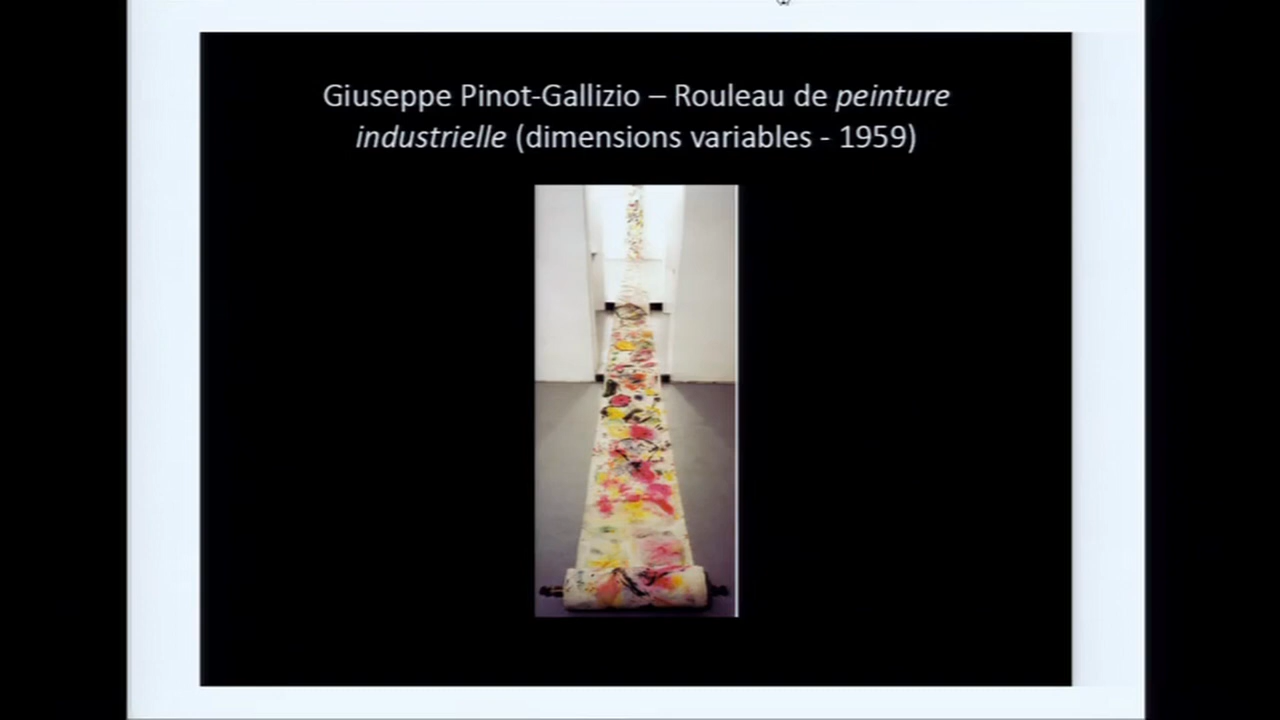 Giuseppe Pinot-Gallizio – Rouleau de peinture
industrielle (dimensions variables - 1959)